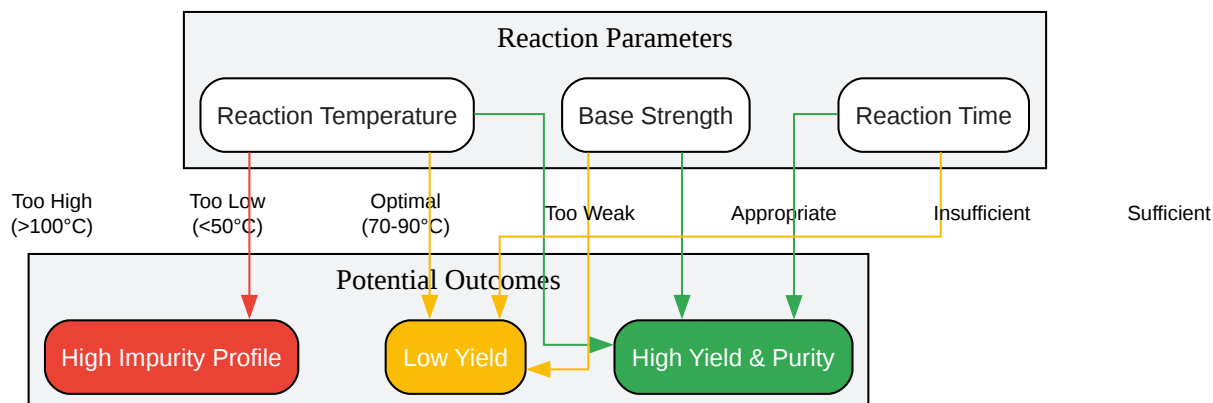 Reaction Parameters
Reaction Temperature
Base Strength
Reaction Time
Too High
(>100°C)
Too Low
(<50°C)
Optimal
(70-90°C)
Too Weak
Appropriate
Insufficient
Sufficient
Potential Outcomes
High Impurity Profile
Low Yield
High Yield & Purity